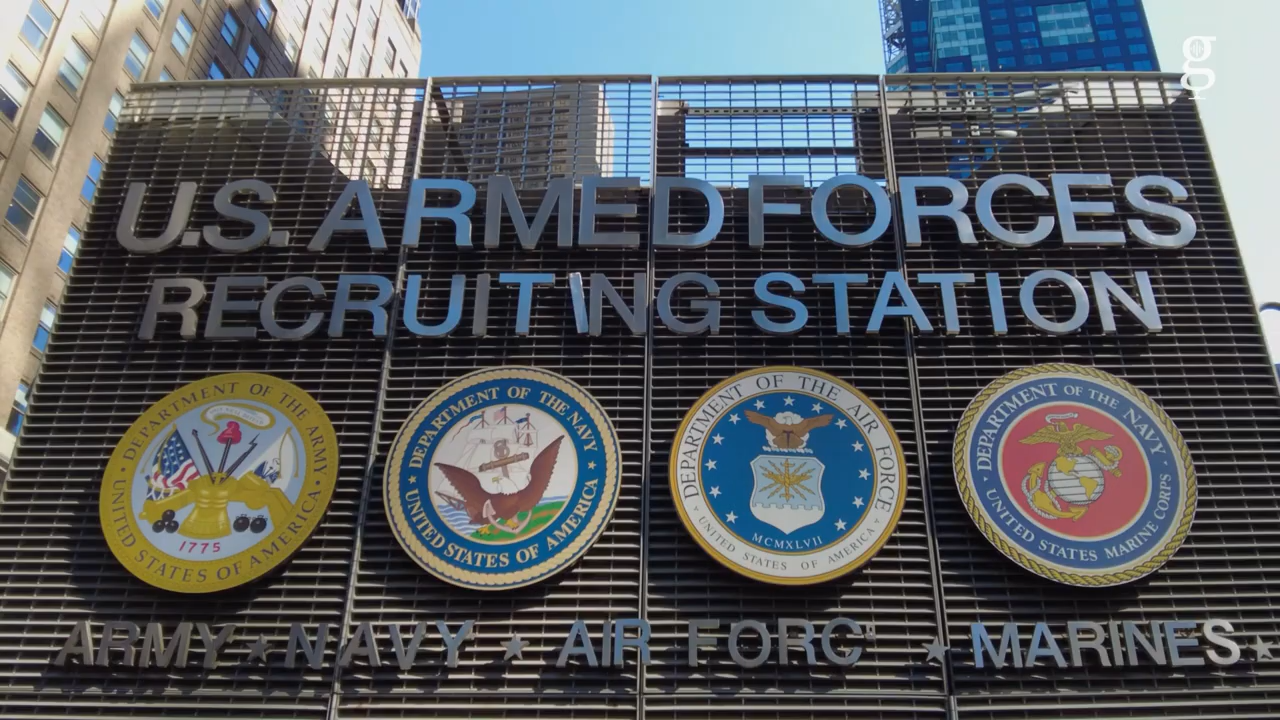 g
U.S. ARMED FORCES
RECRUITING STATION
DEPARTMENT OF THE ARMY
UNITED STATES OF AMERICA
1775
DEPARTMENT OF THE NAVY
UNITED STATES OF AMERICA
DEPARTMENT OF THE AIR FORCE
MCMXLVII
UNITED STATES OF AMERICA
DEPARTMENT OF THE NAVY
UNITED STATES MARINE CORPS
ARMY ★ NAVY ★ AIR FORC ★ MARINES ★